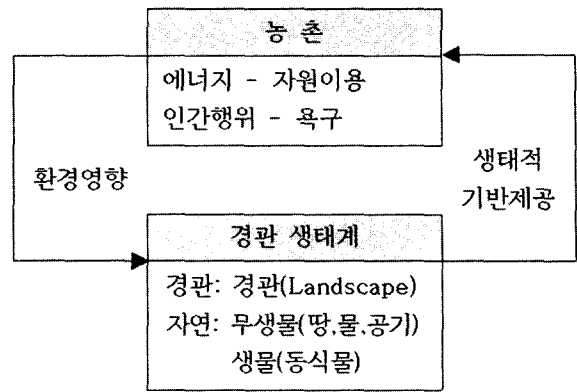 농 촌
에너지 - 자원이용
인간행위 - 욕구
환경영향
생태적
기반제공
경관 생태계
경관: 경관(Landscape)
자연: 무생물(땅,물,공기)
생물(동식물)